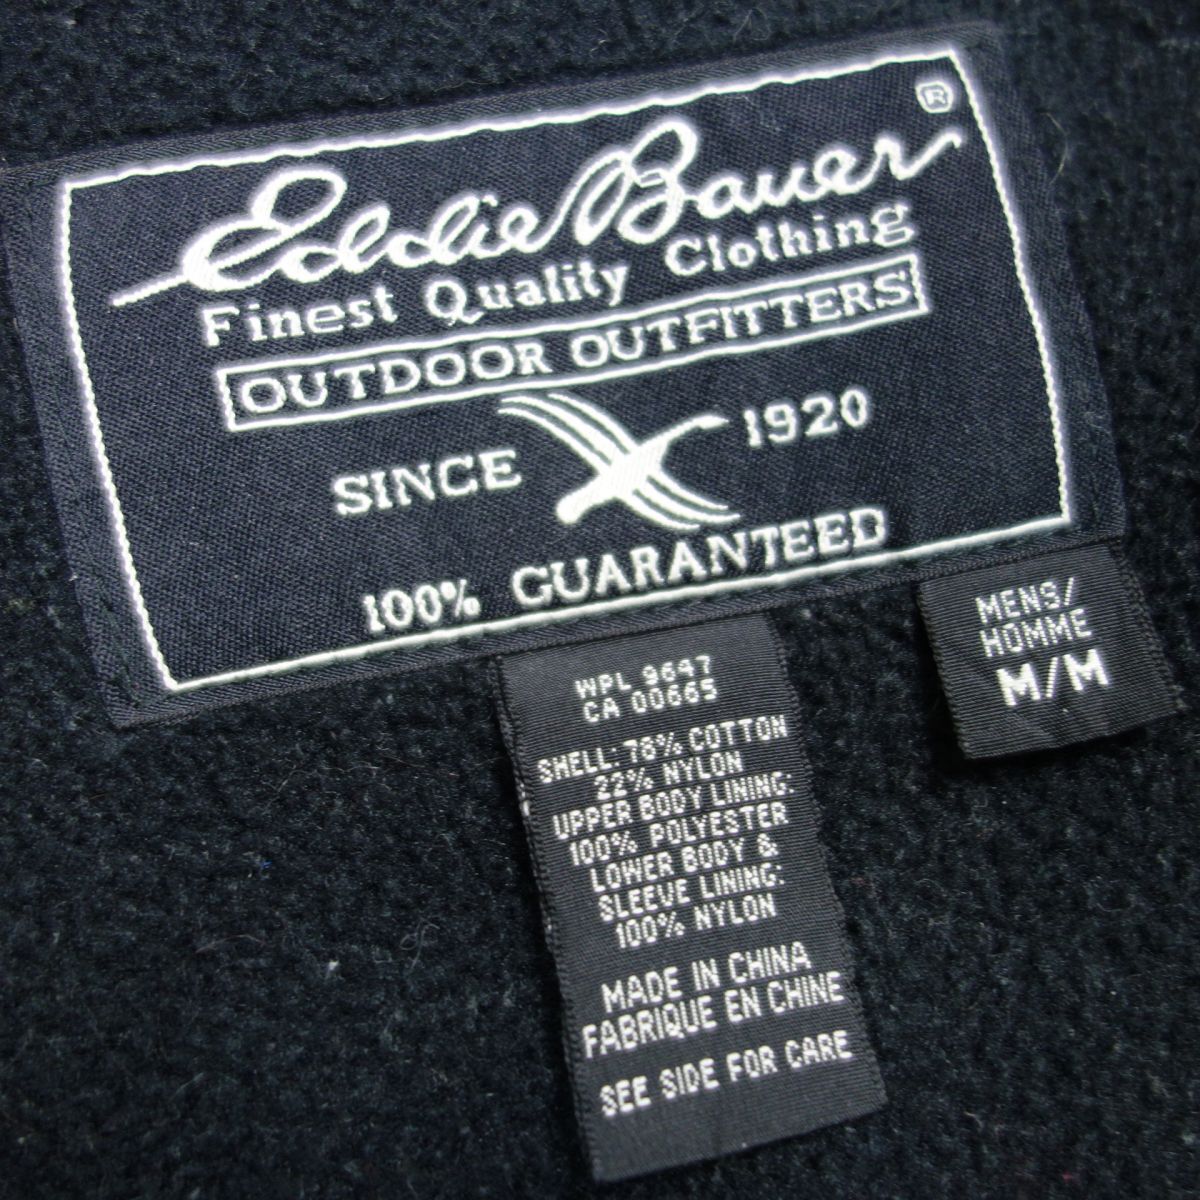 Eddie Bauer ®
Finest Quality Clothing
OUTDOOR OUTFITTERS
SINCE 1920
100% GUARANTEED
MENS/
HOMME
M/M
WPL 9647
CA 00665
SHELL: 78% COTTON
22% NYLON
UPPER BODY LINING:
100% POLYESTER
LOWER BODY &
SLEEVE LINING:
100% NYLON
MADE IN CHINA
FABRIQUE EN CHINE
SEE SIDE FOR CARE